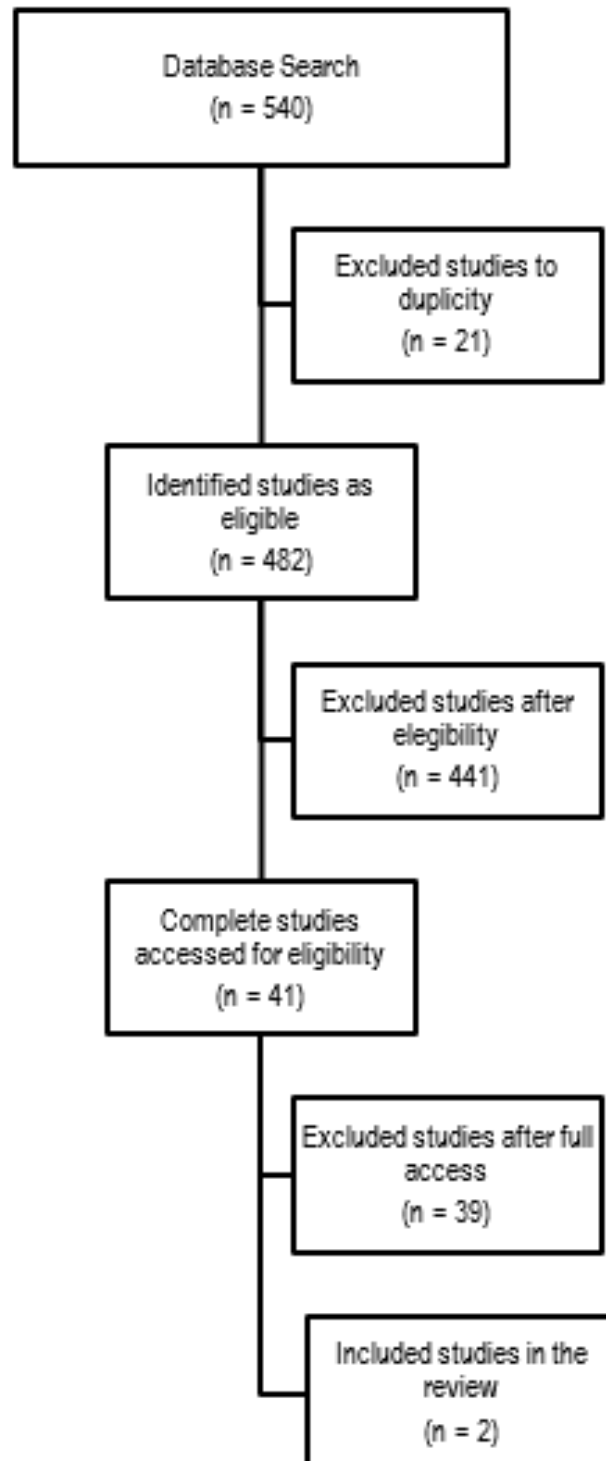 Database Search
(n = 540)
Excluded studies to
duplicity
(n = 21)
Identified studies as
eligible
(n = 482)
Excluded studies after
elegibility
(n = 441)
Complete studies
accessed for eligibility
(n = 41)
Excluded studies after full
access
(n = 39)
Included studies in the
review
(n = 2)